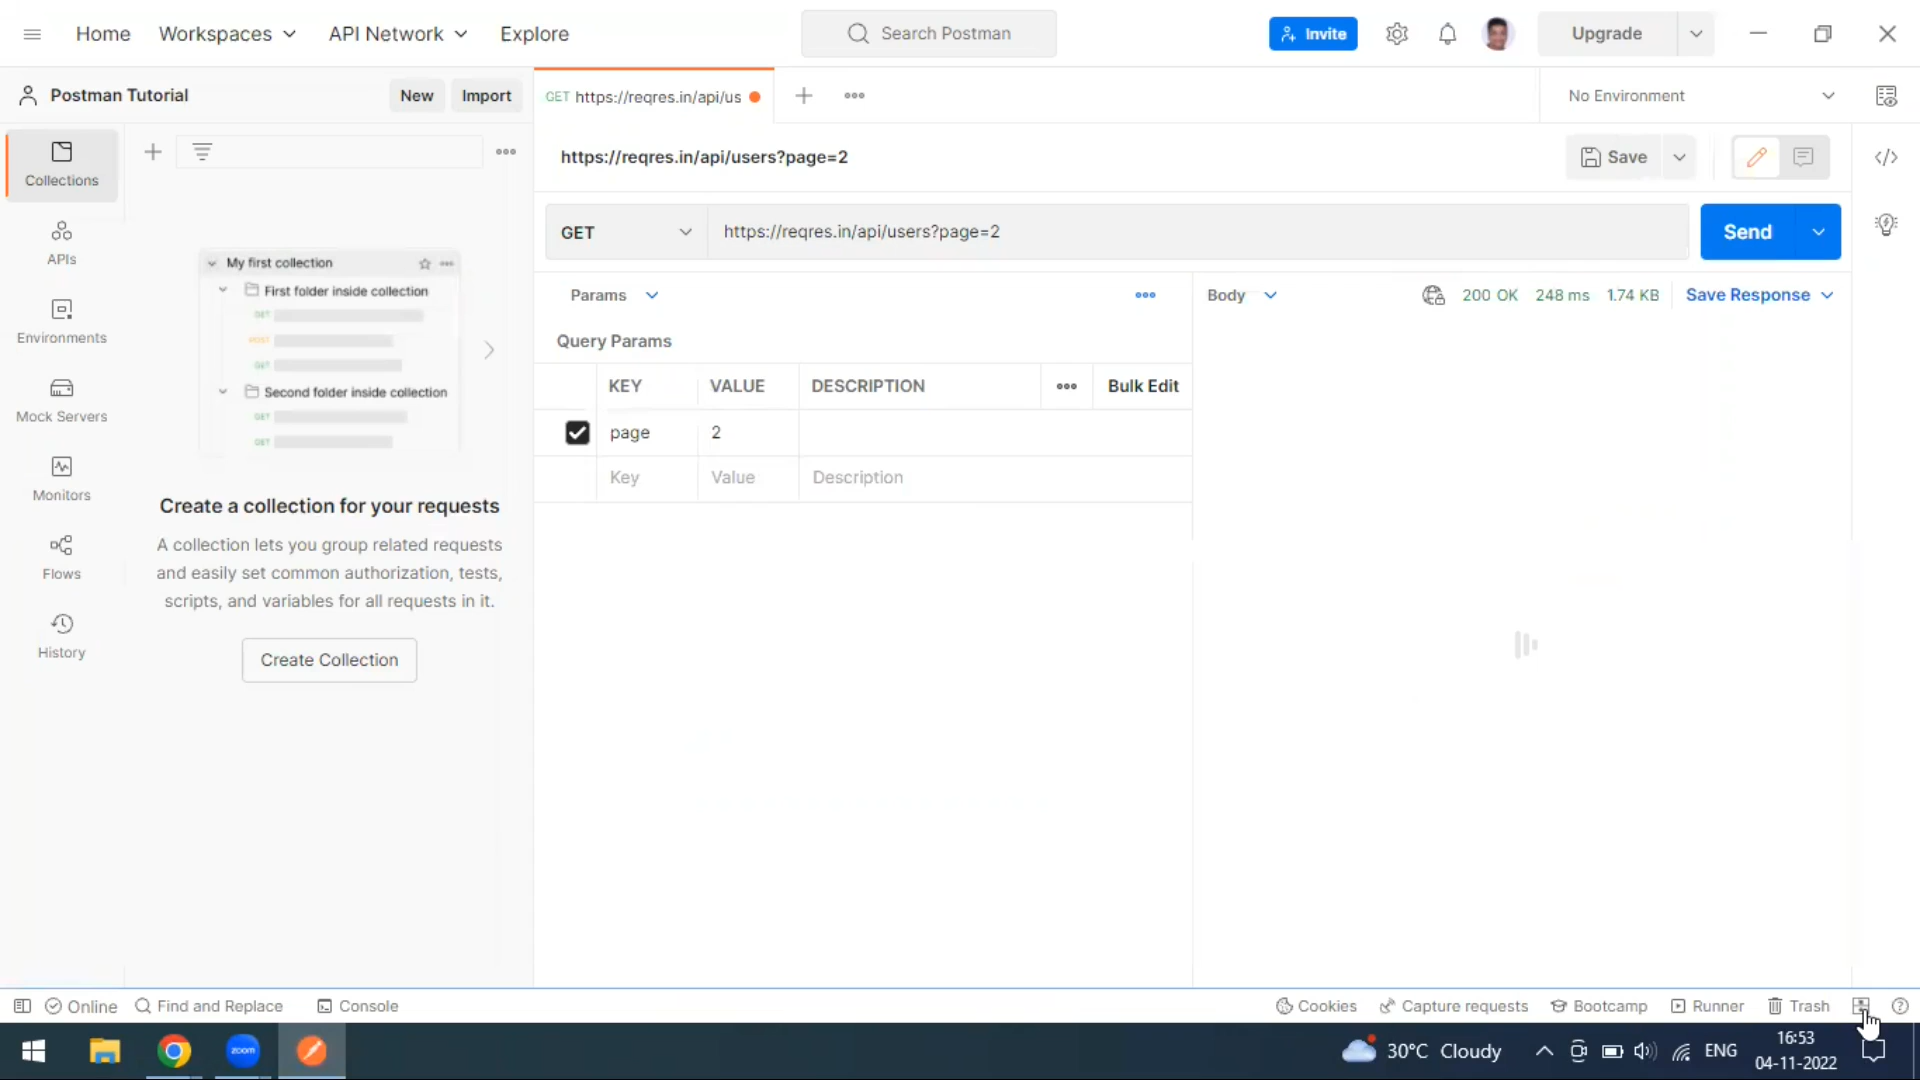 Home Workspaces API Network Explore Search Postman Invite Upgrade
Postman Tutorial New Import GET https://reqres.in/api/us No Environment
Collections
APIs
Environments
Mock Servers
Monitors
Flows
History
My first collection
First folder inside collection
GET
POST
GET
Second folder inside collection
GET
GET
Create a collection for your requests
A collection lets you group related requests
and easily set common authorization, tests,
scripts, and variables for all requests in it.
Create Collection
https://reqres.in/api/users?page=2 Save
GET https://reqres.in/api/users?page=2 Send
Params
Query Params
KEY VALUE DESCRIPTION Bulk Edit
page 2
Key Value Description
Body 200 OK 248 ms 1.74 KB Save Response
Online Find and Replace Console Cookies Capture requests Bootcamp Runner Trash
zoom
30°C Cloudy ENG
16:53
04-11-2022